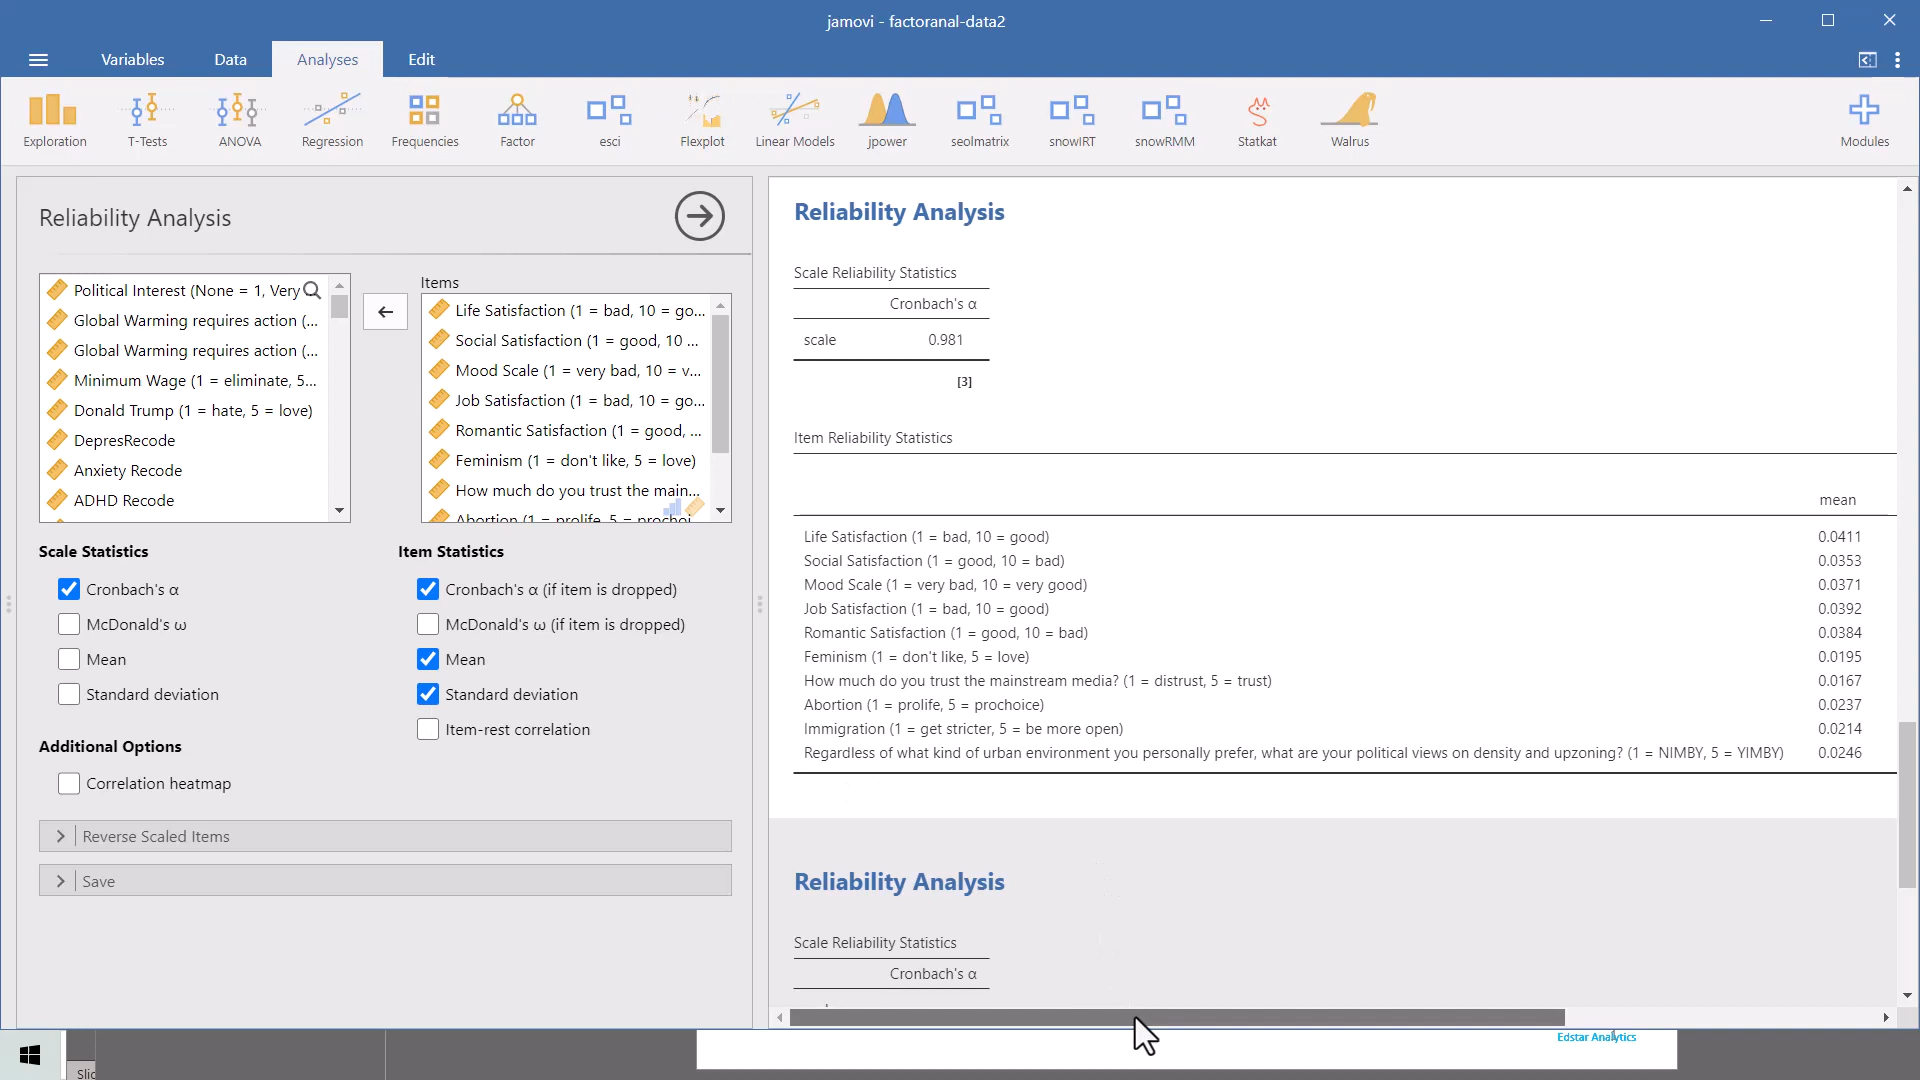 jamovi - factoranal-data2
Variables
Data
Analyses
Edit
Exploration
T-Tests
ANOVA
Regression
Frequencies
Factor
esci
Flexplot
Linear Models
jpower
seolmatrix
snowIRT
snowRMM
Statkat
Walrus
Modules
Reliability Analysis
Political Interest (None = 1, Very
Global Warming requires action (...
Global Warming requires action (...
Minimum Wage (1 = eliminate, 5...
Donald Trump (1 = hate, 5 = love)
DepresRecode
Anxiety Recode
ADHD Recode
Items
Life Satisfaction (1 = bad, 10 = go...
Social Satisfaction (1 = good, 10 ...
Mood Scale (1 = very bad, 10 = v...
Job Satisfaction (1 = bad, 10 = go...
Romantic Satisfaction (1 = good, ...
Feminism (1 = don't like, 5 = love)
How much do you trust the main...
Abortion (1 = prolife, 5 = prochoi...
Scale Statistics
Cronbach's α
McDonald's ω
Mean
Standard deviation
Item Statistics
Cronbach's α (if item is dropped)
McDonald's ω (if item is dropped)
Mean
Standard deviation
Item-rest correlation
Additional Options
Correlation heatmap
Reverse Scaled Items
Save
Reliability Analysis
Scale Reliability Statistics
Cronbach's α
scale 0.981
[3]
Item Reliability Statistics
mean
Life Satisfaction (1 = bad, 10 = good) 0.0411
Social Satisfaction (1 = good, 10 = bad) 0.0353
Mood Scale (1 = very bad, 10 = very good) 0.0371
Job Satisfaction (1 = bad, 10 = good) 0.0392
Romantic Satisfaction (1 = good, 10 = bad) 0.0384
Feminism (1 = don't like, 5 = love) 0.0195
How much do you trust the mainstream media? (1 = distrust, 5 = trust) 0.0167
Abortion (1 = prolife, 5 = prochoice) 0.0237
Immigration (1 = get stricter, 5 = be more open) 0.0214
Regardless of what kind of urban environment you personally prefer, what are your political views on density and upzoning? (1 = NIMBY, 5 = YIMBY) 0.0246
Reliability Analysis
Scale Reliability Statistics
Cronbach's α
Edstar Analytics